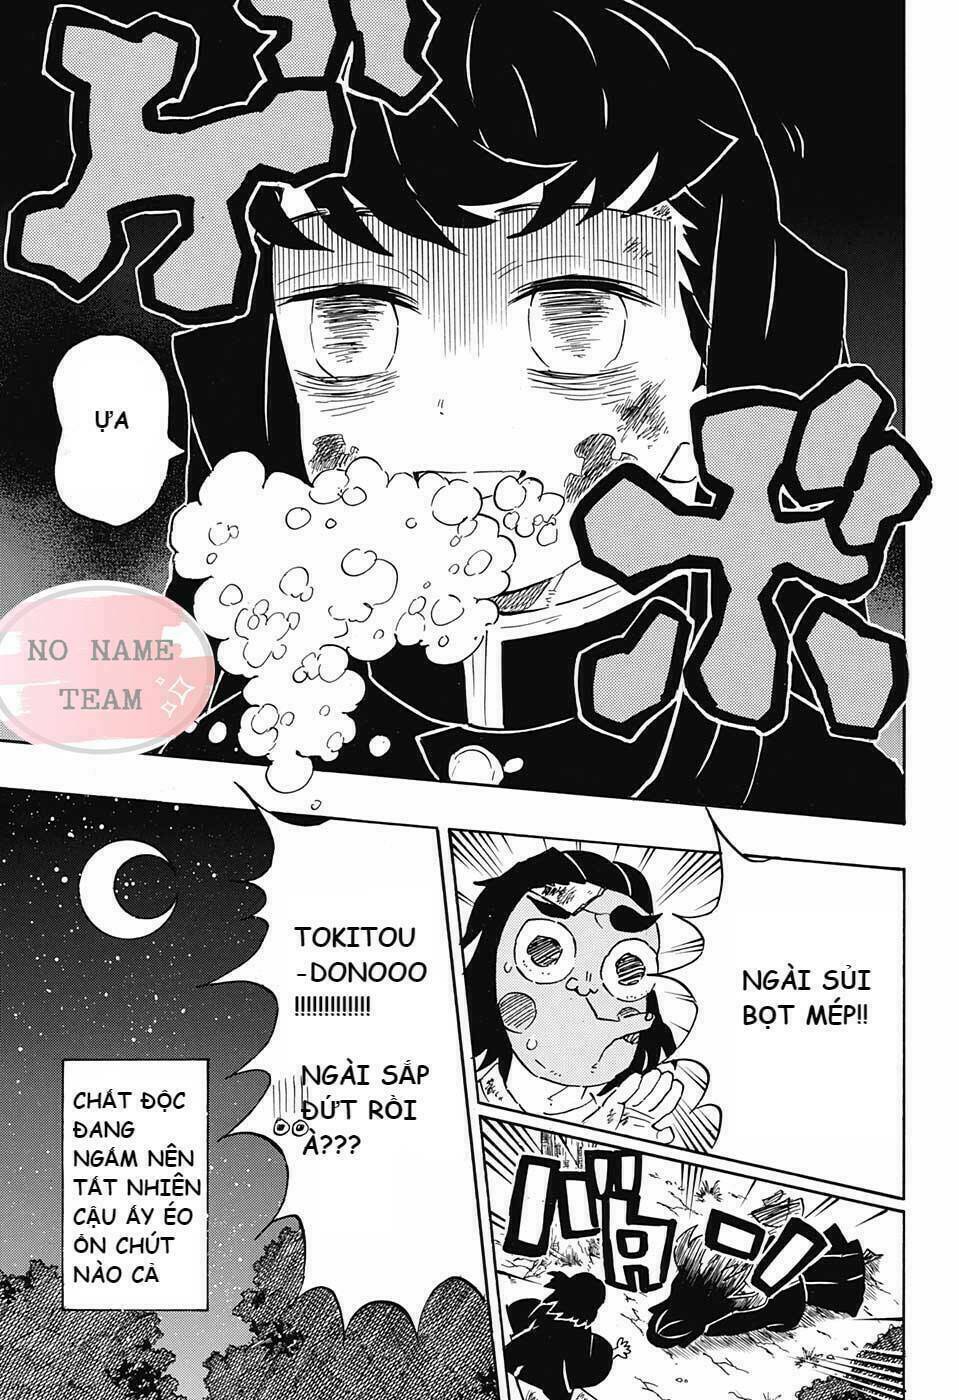 ỰA
NO NAME
TEAM
NGÀI SỦI
BỌT MÉP!!
TOKITOU
-DONOOO
!!!!!!!!!!!!!
NGÀI SẮP
ĐỨT RỒI
À???
CHẤT ĐỘC
ĐANG
NGẤM NÊN
TẤT NHIÊN
CẬU ẤY ÉO
ỔN CHÚT
NÀO CẢ